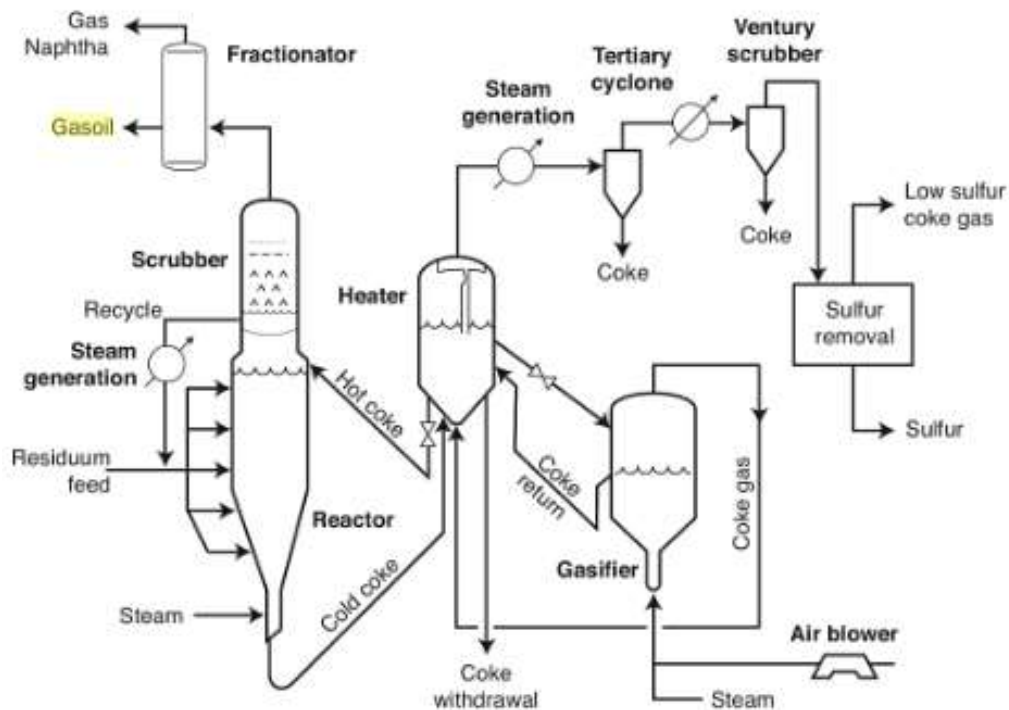 Gas
Naphtha
Fractionator
Gasoil
Steam
generation
Tertiary
cyclone
Ventury
scrubber
Coke
Coke
Low sulfur
coke gas
Sulfur
removal
Sulfur
Scrubber
Recycle
Steam
generation
Residuum
feed
Reactor
Steam
Heater
Hot coke
Cold coke
Coke
return
Gasifier
Coke gas
Coke
withdrawal
Air blower
Steam